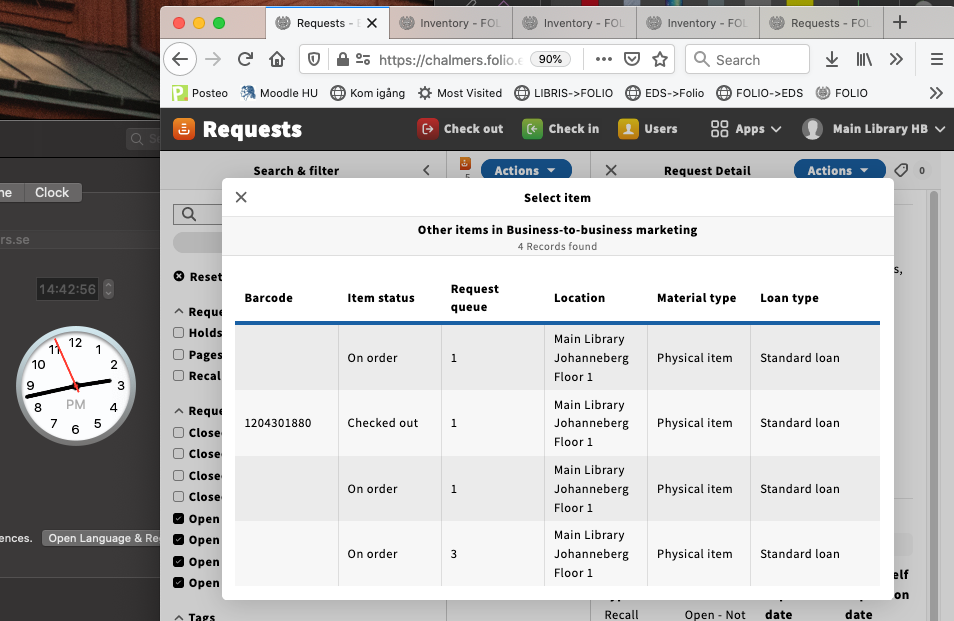 Requests - E
Inventory - FOL
Inventory - FOL
Inventory - FOL
Requests - FOL
https://chalmers.folio.e
90%
Search
Posteo
Moodle HU
Kom igång
Most Visited
LIBRIS->FOLIO
EDS->Folio
FOLIO->EDS
FOLIO
Requests
Check out
Check in
Users
Apps
Main Library HB
Search & filter
5
Actions
Request Detail
Actions
0
Clock
rs.se
14:42:56
12
1
2
3
4
5
6
7
8
9
10
11
PM
ences.
Open Language & Re
Reset
Reque
Holds
Pages
Recal
Reque
Close
Close
Close
Close
Open
Open
Open
Open
Tags
Select item
Other items in Business-to-business marketing
4 Records found
Barcode
Item status
Request
queue
Location
Material type
Loan type
On order
1
Main Library
Johanneberg
Floor 1
Physical item
Standard loan
1204301880
Checked out
1
Main Library
Johanneberg
Floor 1
Physical item
Standard loan
On order
1
Main Library
Johanneberg
Floor 1
Physical item
Standard loan
On order
3
Main Library
Johanneberg
Floor 1
Physical item
Standard loan
s,
elf
on
Recall
Open - Not
date
date